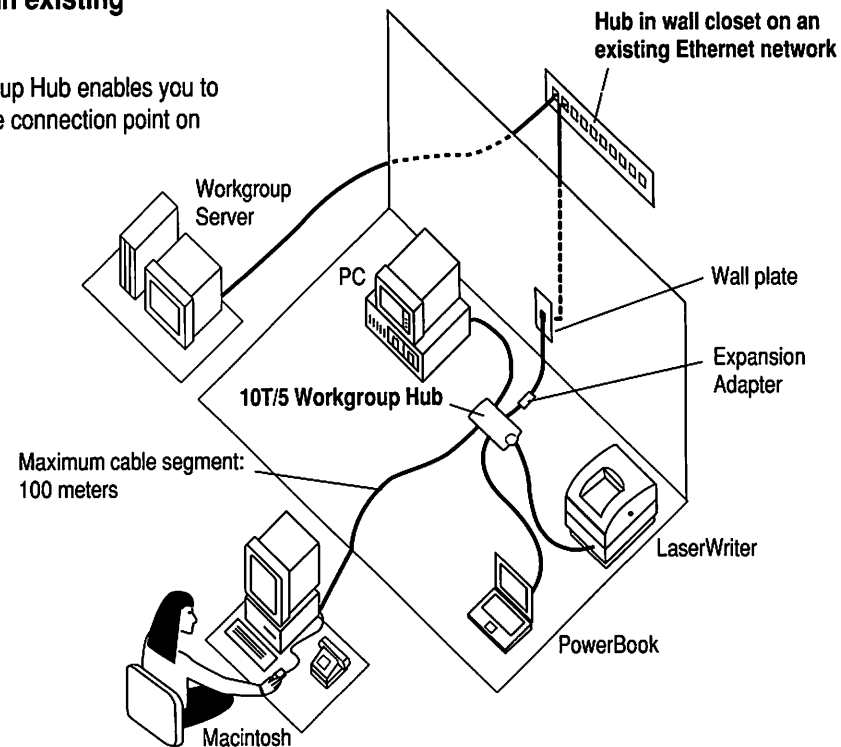 n existing
up Hub enables you to
e connection point on
Hub in wall closet on an
existing Ethernet network
Workgroup
Server
PC
Wall plate
Expansion
Adapter
10T/5 Workgroup Hub
Maximum cable segment:
100 meters
LaserWriter
PowerBook
Macintosh